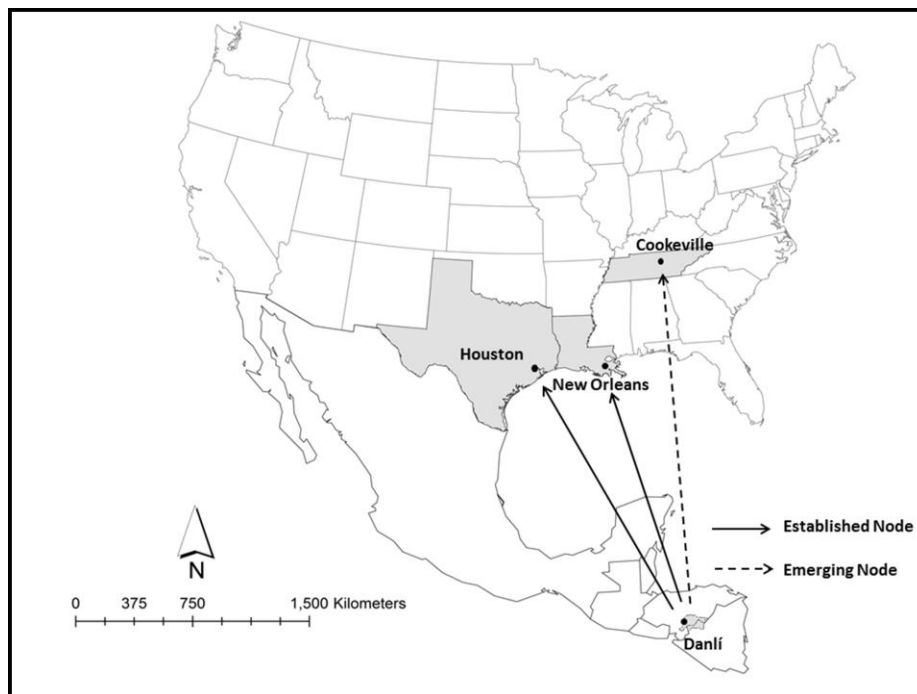 Cookeville
Houston
New Orleans
Established Node
Emerging Node
N
0 375 750 1,500 Kilometers
Danlí